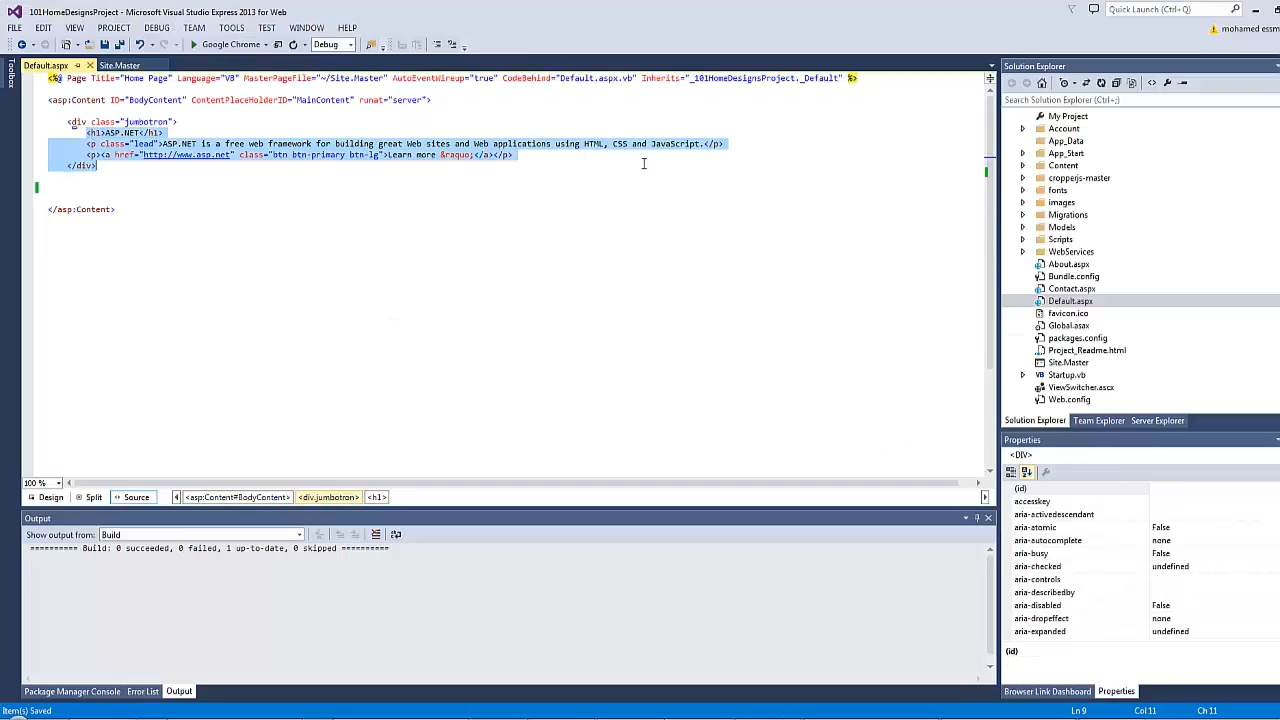 101HomeDesignsProject - Microsoft Visual Studio Express 2013 for Web
Quick Launch (Ctrl+Q)
FILE EDIT VIEW PROJECT DEBUG TEAM TOOLS TEST WINDOW HELP
mohamed essm
Google Chrome Debug
Default.aspx Site.Master
Toolbox
<%@ Page Title="Home Page" Language="VB" MasterPageFile="~/Site.Master" AutoEventWireup="true" CodeBehind="Default.aspx.vb" Inherits="_101HomeDesignsProject._Default" %>
<asp:Content ID="BodyContent" ContentPlaceHolderID="MainContent" runat="server">
<div class="jumbotron">
<h1>ASP.NET</h1>
<p class="lead">ASP.NET is a free web framework for building great Web sites and Web applications using HTML, CSS and JavaScript.</p>
<p><a href="http://www.asp.net" class="btn btn-primary btn-lg">Learn more &raquo;</a></p>
</div>
</asp:Content>
100 %
Design Split Source <asp:Content#BodyContent> <div.jumbotron> <h1>
Output
Show output from: Build
========== Build: 0 succeeded, 0 failed, 1 up-to-date, 0 skipped ==========
Package Manager Console Error List Output
Solution Explorer
Search Solution Explorer (Ctrl+;)
My Project
Account
App_Data
App_Start
Content
cropperjs-master
fonts
images
Migrations
Models
Scripts
WebServices
About.aspx
Bundle.config
Contact.aspx
Default.aspx
favicon.ico
Global.asax
packages.config
Project_Readme.html
Site.Master
VB Startup.vb
ViewSwitcher.ascx
Web.config
Solution Explorer Team Explorer Server Explorer
Properties
<DIV>
(id)
accesskey
aria-activedescendant
aria-atomic False
aria-autocomplete none
aria-busy False
aria-checked undefined
aria-controls
aria-describedby
aria-disabled False
aria-dropeffect none
aria-expanded undefined
(id)
Browser Link Dashboard Properties
Item(s) Saved Ln 9 Col 11 Ch 11